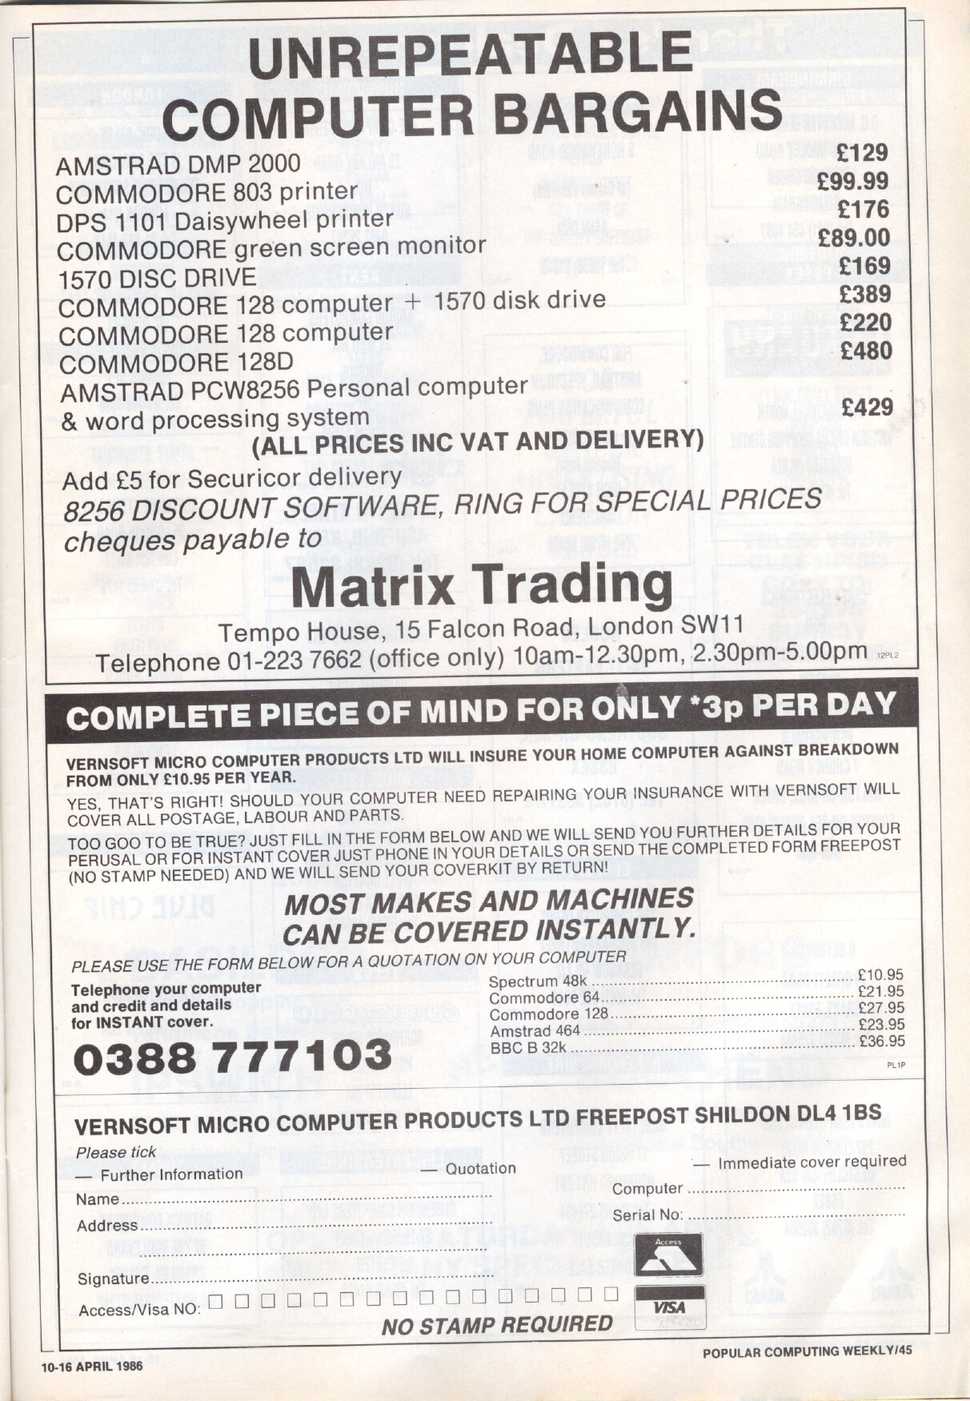 UNREPEATABLE
COMPUTER BARGAINS
AMSTRAD DMP 2000 £129
COMMODORE 803 printer £99.99
DPS 1101 Daisywheel printer £176
COMMODORE green screen monitor £89.00
1570 DISC DRIVE £169
COMMODORE 128 computer + 1570 disk drive £389
COMMODORE 128 computer £220
COMMODORE 128D £480
AMSTRAD PCW8256 Personal computer
& word processing system £429
(ALL PRICES INC VAT AND DELIVERY)
Add £5 for Securicor delivery
8256 DISCOUNT SOFTWARE, RING FOR SPECIAL PRICES
cheques payable to
Matrix Trading
Tempo House, 15 Falcon Road, London SW11
Telephone 01-223 7662 (office only) 10am-12.30pm, 2.30pm-5.00pm 12PL2
COMPLETE PIECE OF MIND FOR ONLY *3p PER DAY
VERNSOFT MICRO COMPUTER PRODUCTS LTD WILL INSURE YOUR HOME COMPUTER AGAINST BREAKDOWN
FROM ONLY £10.95 PER YEAR.
YES, THAT'S RIGHT! SHOULD YOUR COMPUTER NEED REPAIRING YOUR INSURANCE WITH VERNSOFT WILL
COVER ALL POSTAGE, LABOUR AND PARTS.
TOO GOO TO BE TRUE? JUST FILL IN THE FORM BELOW AND WE WILL SEND YOU FURTHER DETAILS FOR YOUR
PERUSAL OR FOR INSTANT COVER JUST PHONE IN YOUR DETAILS OR SEND THE COMPLETED FORM FREEPOST
(NO STAMP NEEDED) AND WE WILL SEND YOUR COVERKIT BY RETURN!
MOST MAKES AND MACHINES
CAN BE COVERED INSTANTLY.
PLEASE USE THE FORM BELOW FOR A QUOTATION ON YOUR COMPUTER
Telephone your computer
and credit and details
for INSTANT cover.
0388 777103
Spectrum 48k £10.95
Commodore 64 £21.95
Commodore 128 £27.95
Amstrad 464 £23.95
BBC B 32k £36.95
PL1P
VERNSOFT MICRO COMPUTER PRODUCTS LTD FREEPOST SHILDON DL4 1BS
Please tick
— Further Information — Quotation — Immediate cover required
Name
Computer
Address
Serial No:
Signature
Access/Visa NO:
Access
VISA
NO STAMP REQUIRED
10-16 APRIL 1986
POPULAR COMPUTING WEEKLY/45